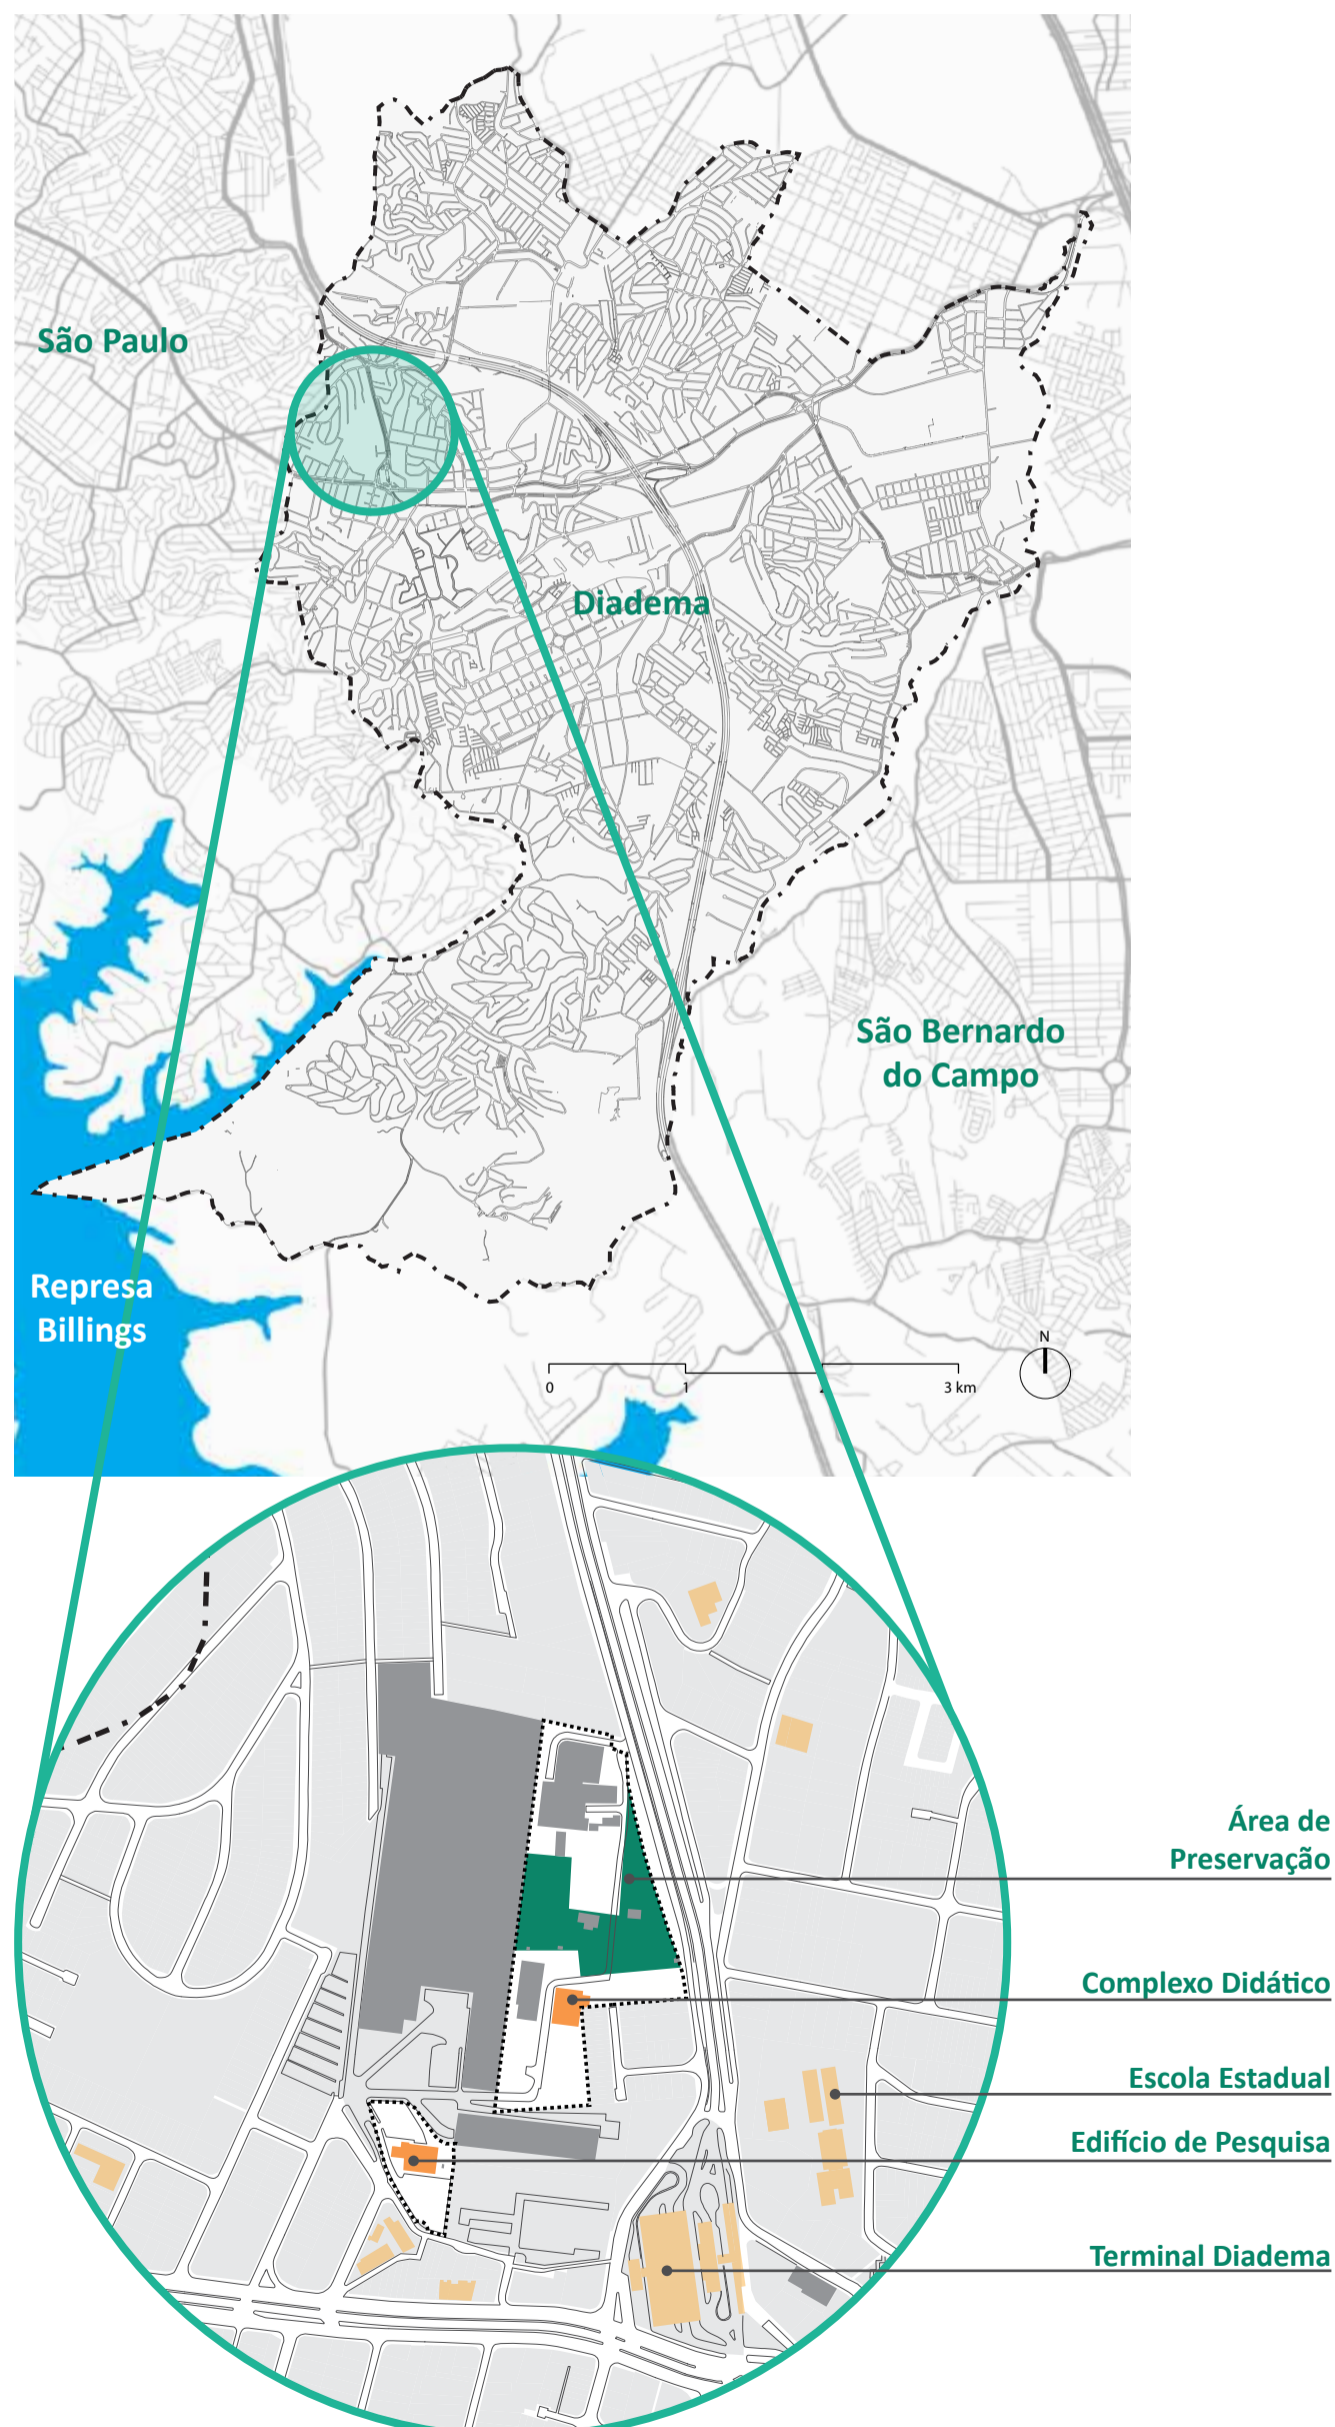 São Paulo
Diadema
São Bernardo
do Campo
Represa
Billings
N
0
1
3 km
Área de
Preservação
Complexo Didático
Escola Estadual
Edifício de Pesquisa
Terminal Diadema